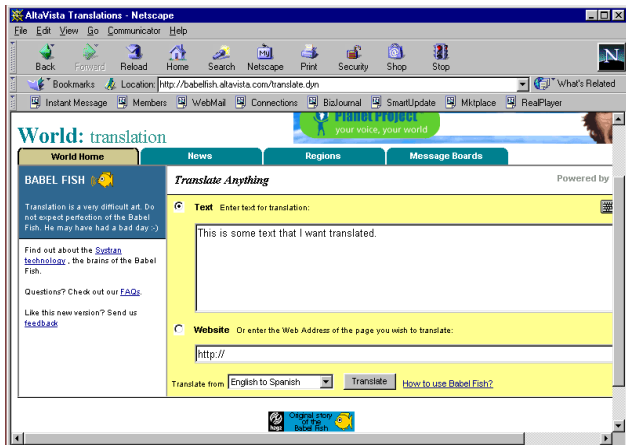 AltaVista Translations - Netscape
File Edit View Go Communicator Help
Back Forward Reload Home Search Netscape Print Security Shop Stop
N
Bookmarks Location: http://babelfish.altavista.com/translate.dyn What's Related
Instant Message Members WebMail Connections BizJournal SmartUpdate Mktplace RealPlayer
World: translation
Planet Project
your voice, your world
World Home News Regions Message Boards
BABEL FISH
Translate Anything
Powered by
Translation is a very difficult art. Do
not expect perfection of the Babel
Fish. He may have had a bad day :-)
Find out about the Systran
technology , the brains of the Babel
Fish.
Questions? Check out our FAQs.
Like this new version? Send us
feedback
Text Enter text for translation:
This is some text that I want translated.
Website Or enter the Web Address of the page you wish to translate:
http://
Translate from English to Spanish Translate How to use Babel Fish?
h2g2
Original story
of the
Babel Fish